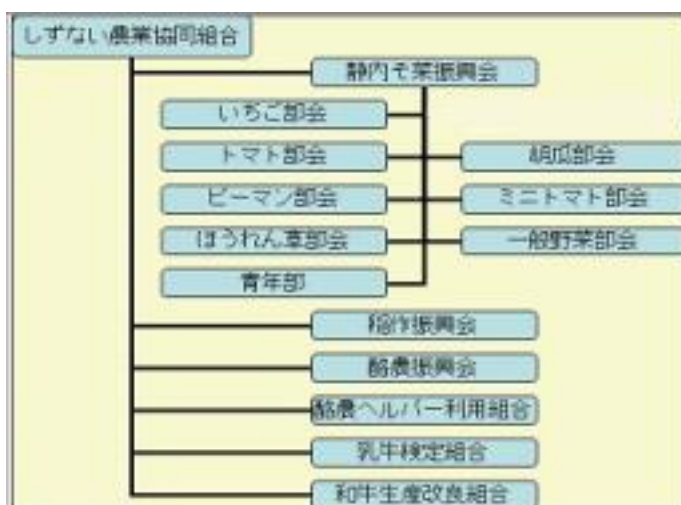 しずない農業協同組合
静内そ菜振興会
いちご部会
トマト部会
胡瓜部会
ピーマン部会
ミニトマト部会
ほうれん草部会
一般野菜部会
青年部
稲作振興会
酪農振興会
酪農ヘルパー利用組合
乳牛検定組合
和牛生産改良組合